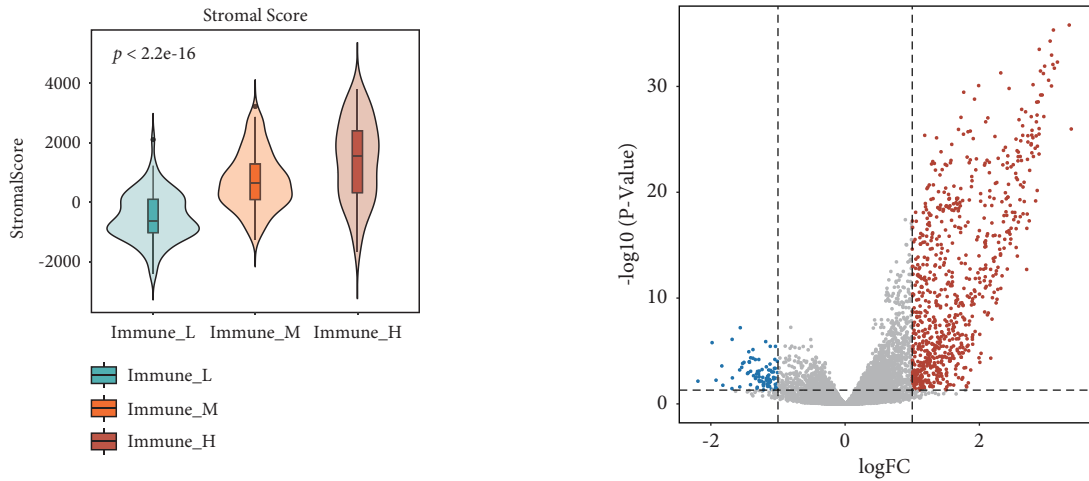 Stromal Score
p < 2.2e-16
StromalScore
4000
2000
0
-2000
Immune_L
Immune_M
Immune_H
Immune_L
Immune_M
Immune_H
-log10 (P-Value)
30
20
10
0
-2
0
2
logFC